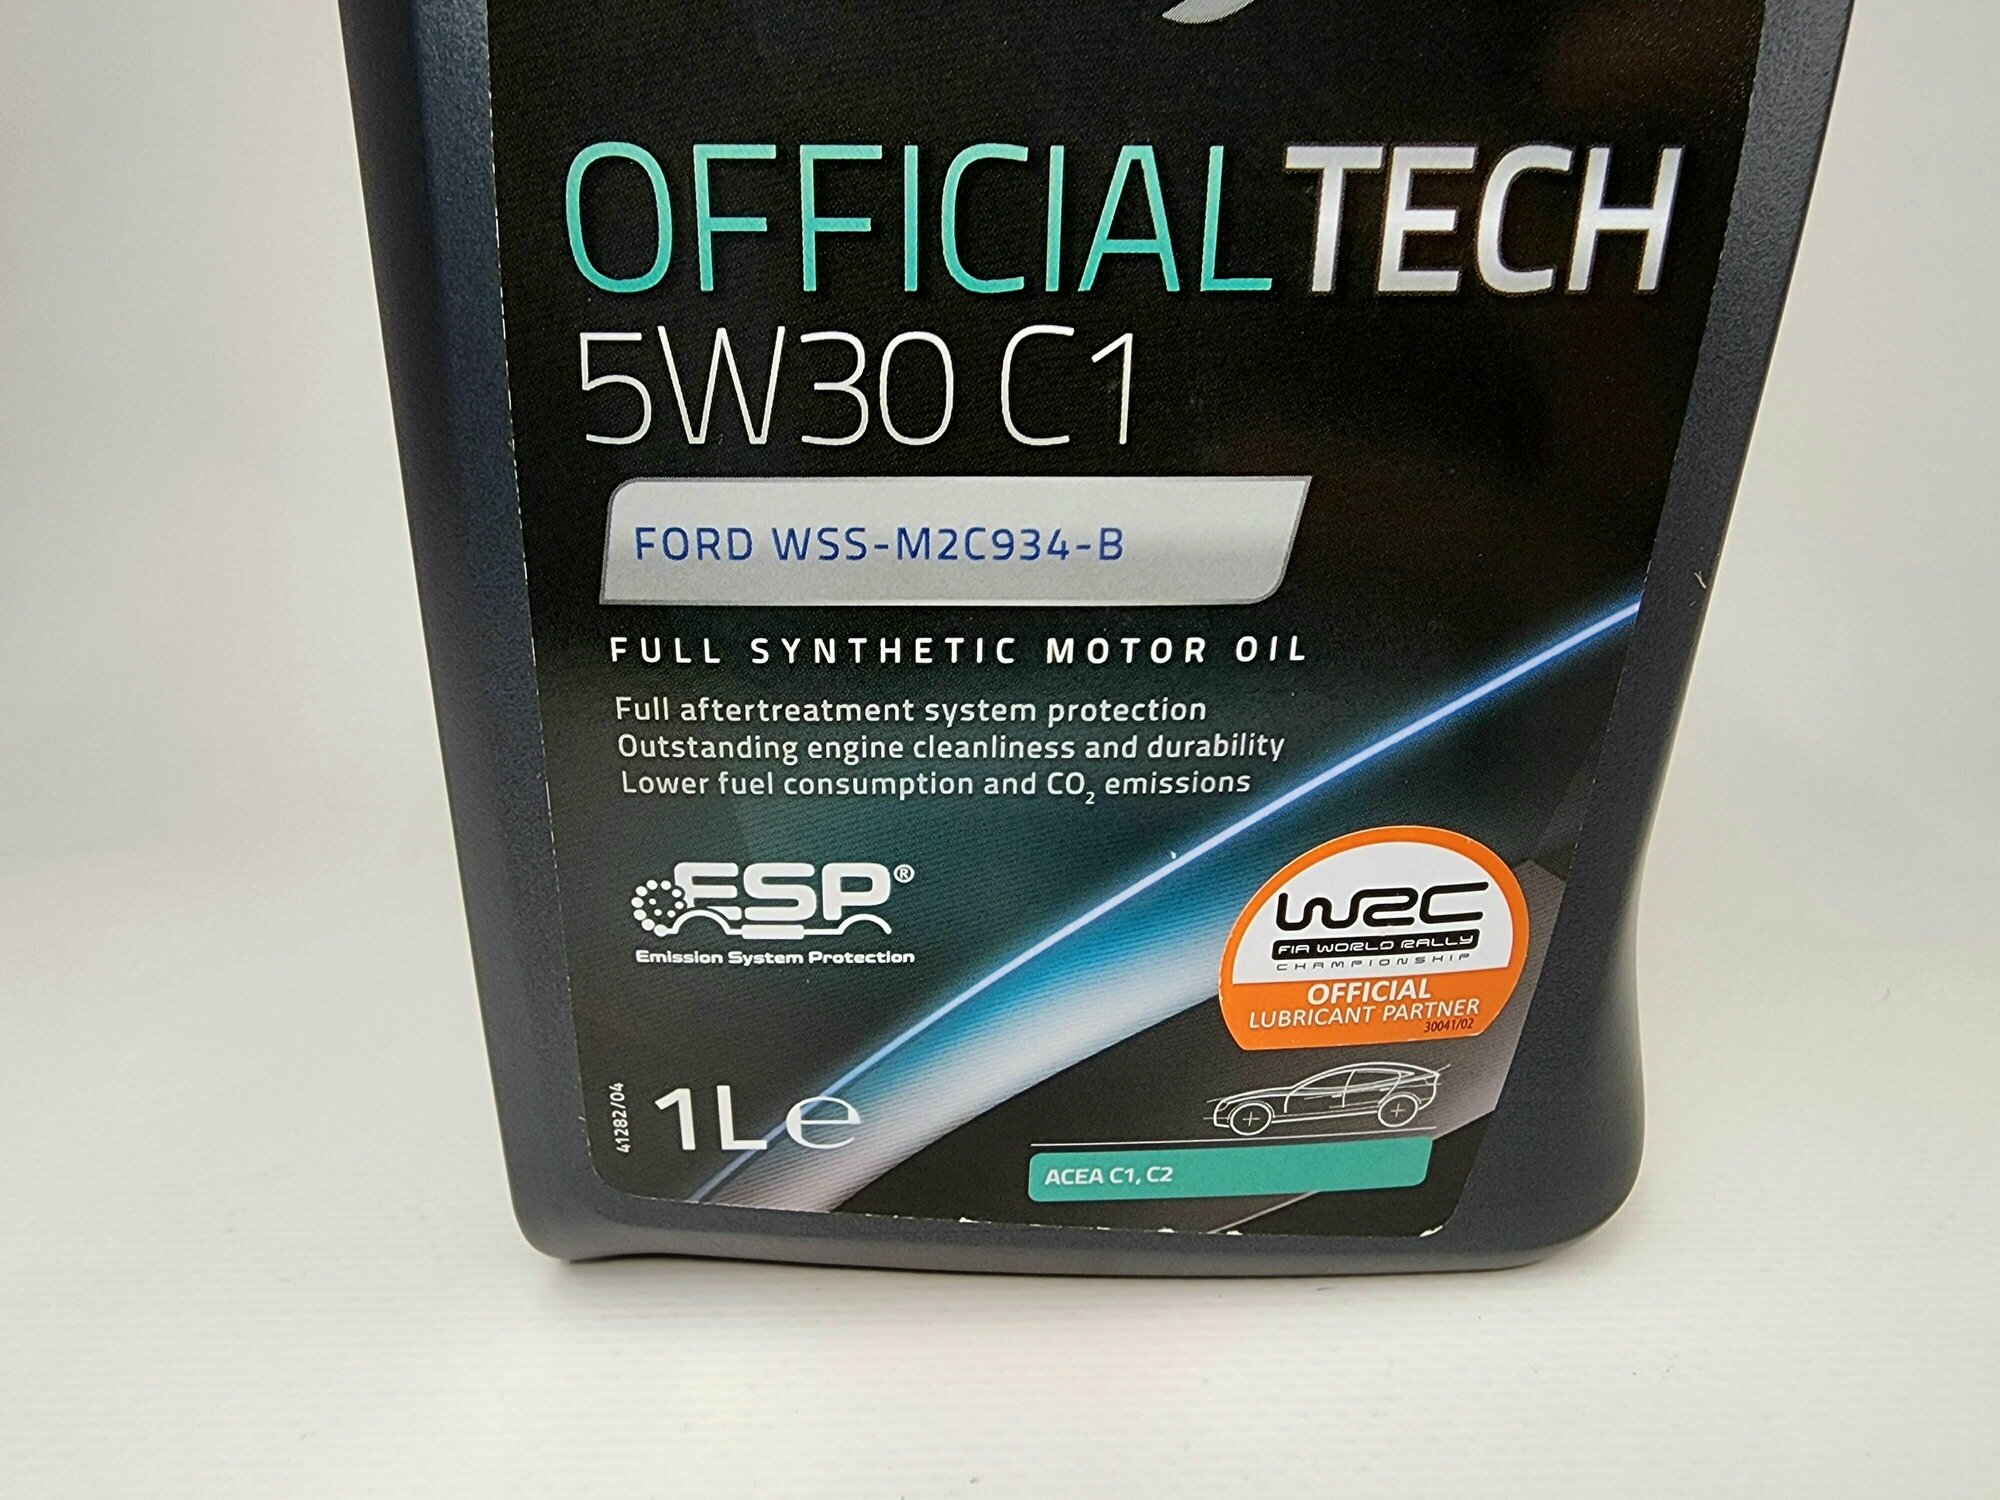 OFFICIALTECH
5W30 C1
FORD WSS-M2C934-B
FULL SYNTHETIC MOTOR OIL
Full aftertreatment system protection
Outstanding engine cleanliness and durability
Lower fuel consumption and CO₂ emissions
ESP®
Emission System Protection
WRC
FIA WORLD RALLY
CHAMPIONSHIP
OFFICIAL
LUBRICANT PARTNER
30041/02
41282/04
1L e
ACEA C1, C2